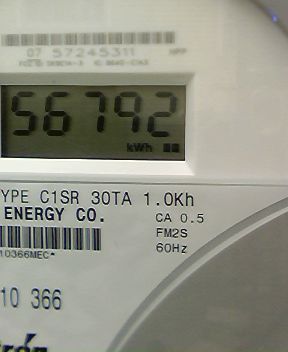 07 57245311
56792
kWh
YPE C1SR 30TA 1.0Kh
ENERGY CO.
CA 0.5
FM2S
60Hz
10366MEC*
10 366
trón